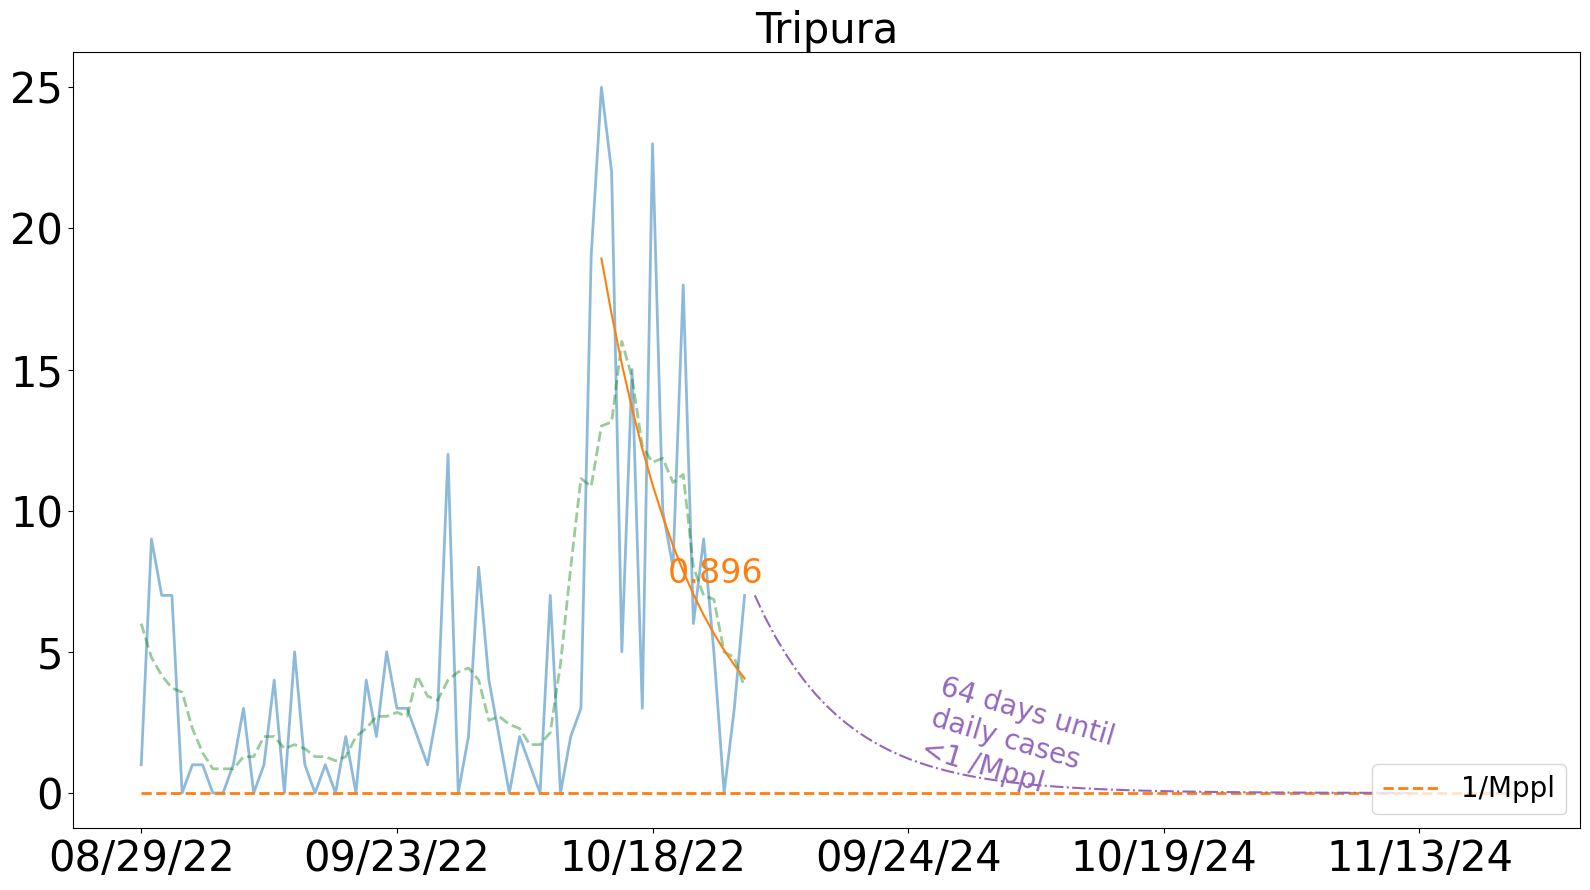 Tripura
25
20
15
10
5
0
0.896
64 days until
daily cases
<1 /Mppl
1/Mppl
08/29/22
09/23/22
10/18/22
09/24/24
10/19/24
11/13/24